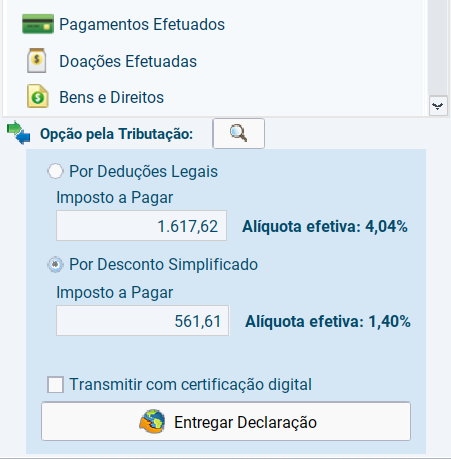 Pagamentos Efetuados
Doações Efetuadas
Bens e Direitos
Opção pela Tributação:
Por Deduções Legais
Imposto a Pagar
1.617,62 Alíquota efetiva: 4,04%
Por Desconto Simplificado
Imposto a Pagar
561,61 Alíquota efetiva: 1,40%
Transmitir com certificação digital
Entregar Declaração